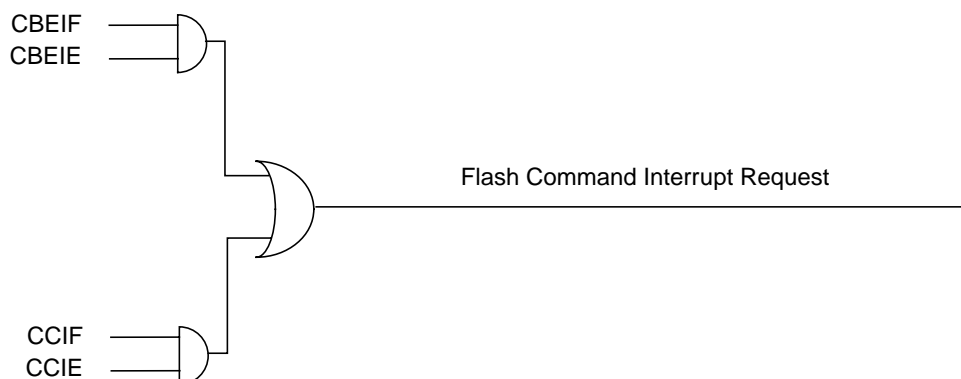 CBEIF
CBEIE
Flash Command Interrupt Request
CCIF
CCIE